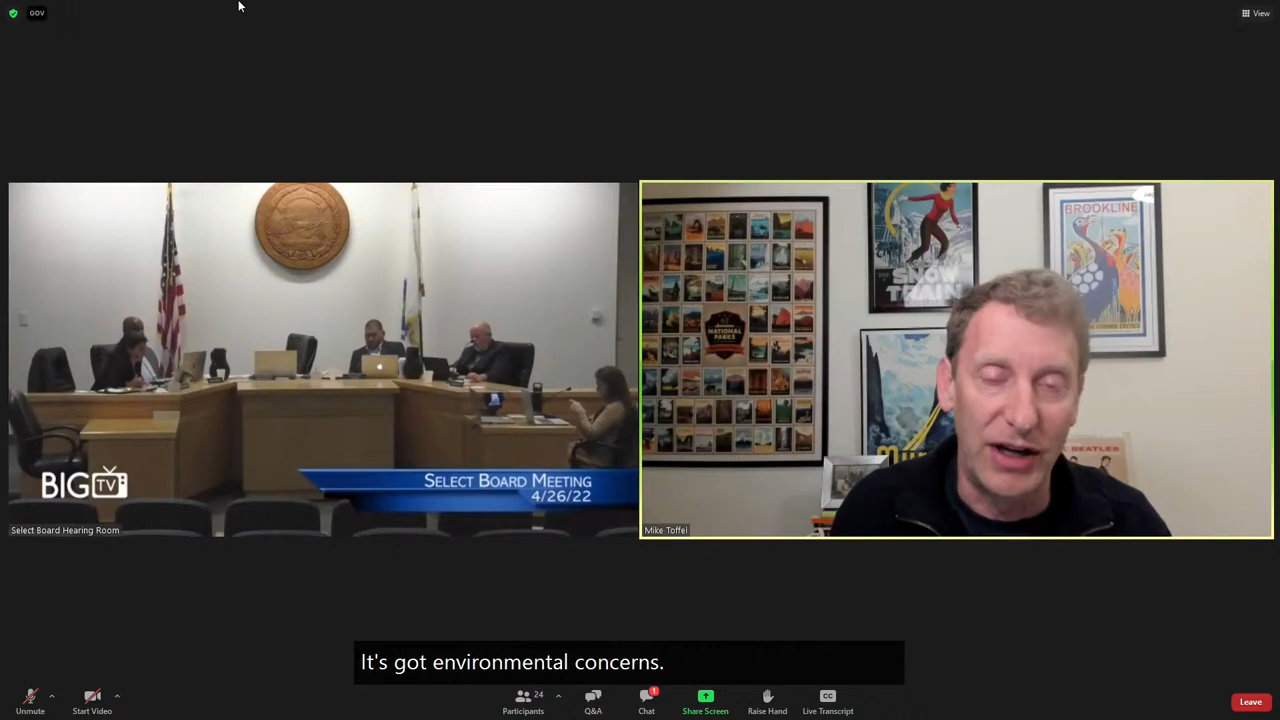 GOV
View
BROOKLINE
SNOW
TRAIN
NATIONAL
PARKS
BEATLES
BIG TV
SELECT BOARD MEETING
4/26/22
Select Board Hearing Room
Mike Toffel
It's got environmental concerns.
Unmute
Start Video
24
Participants
Q&A
1
Chat
Share Screen
Raise Hand
CC
Live Transcript
Leave